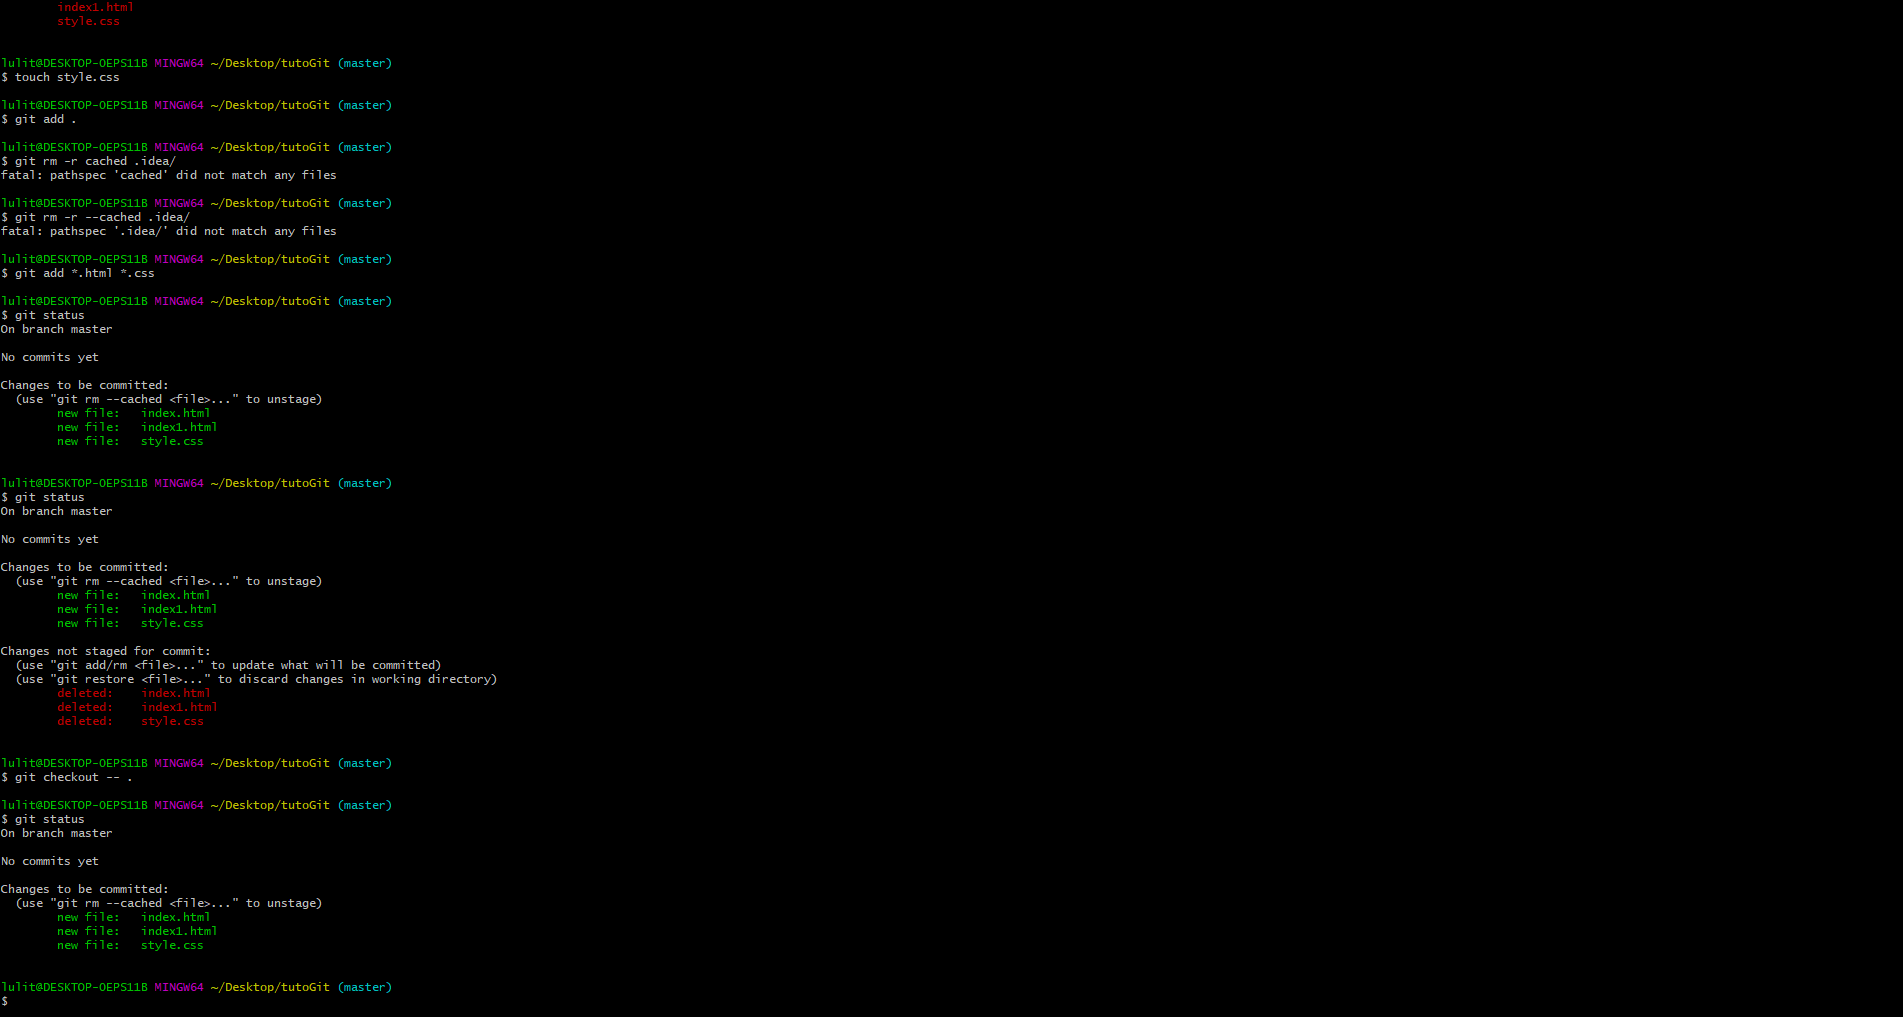 index1.html
style.css
lulit@DESKTOP-OEPS11B MINGW64 ~/Desktop/tutoGit (master)
$ touch style.css
lulit@DESKTOP-OEPS11B MINGW64 ~/Desktop/tutoGit (master)
$ git add .
lulit@DESKTOP-OEPS11B MINGW64 ~/Desktop/tutoGit (master)
$ git rm -r cached .idea/
fatal: pathspec 'cached' did not match any files
lulit@DESKTOP-OEPS11B MINGW64 ~/Desktop/tutoGit (master)
$ git rm -r --cached .idea/
fatal: pathspec '.idea/' did not match any files
lulit@DESKTOP-OEPS11B MINGW64 ~/Desktop/tutoGit (master)
$ git add *.html *.css
lulit@DESKTOP-OEPS11B MINGW64 ~/Desktop/tutoGit (master)
$ git status
On branch master
No commits yet
Changes to be committed:
(use "git rm --cached <file>..." to unstage)
new file:   index.html
new file:   index1.html
new file:   style.css
lulit@DESKTOP-OEPS11B MINGW64 ~/Desktop/tutoGit (master)
$ git status
On branch master
No commits yet
Changes to be committed:
(use "git rm --cached <file>..." to unstage)
new file:   index.html
new file:   index1.html
new file:   style.css
Changes not staged for commit:
(use "git add/rm <file>..." to update what will be committed)
(use "git restore <file>..." to discard changes in working directory)
deleted:    index.html
deleted:    index1.html
deleted:    style.css
lulit@DESKTOP-OEPS11B MINGW64 ~/Desktop/tutoGit (master)
$ git checkout -- .
lulit@DESKTOP-OEPS11B MINGW64 ~/Desktop/tutoGit (master)
$ git status
On branch master
No commits yet
Changes to be committed:
(use "git rm --cached <file>..." to unstage)
new file:   index.html
new file:   index1.html
new file:   style.css
lulit@DESKTOP-OEPS11B MINGW64 ~/Desktop/tutoGit (master)
$